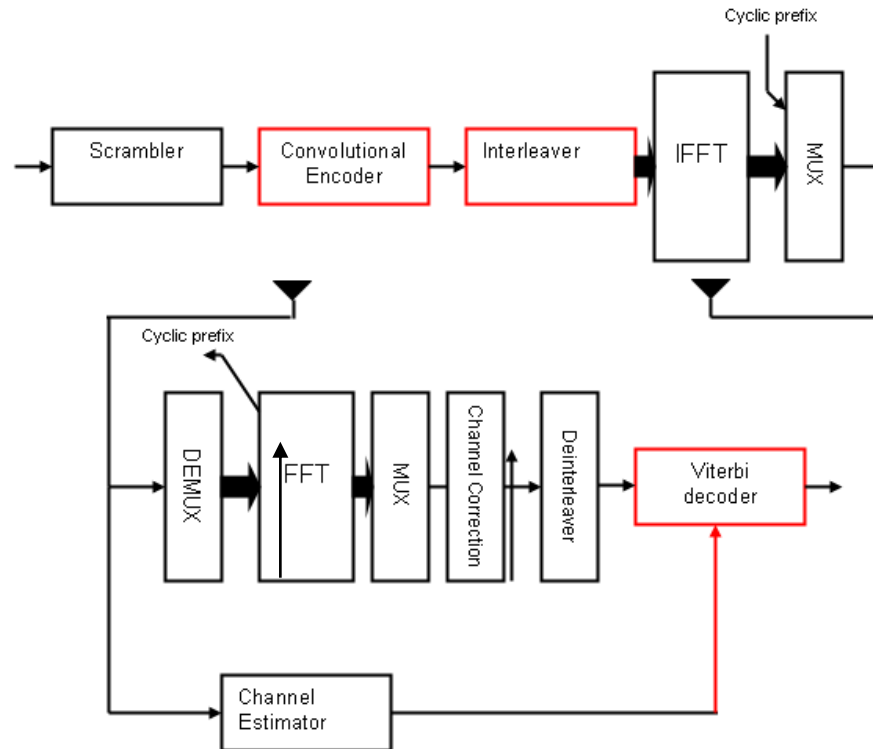 Cyclic prefix
Scrambler
Convolutional
Encoder
Interleaver
IFFT
MUX
Cyclic prefix
DEMUX
FFT
MUX
Channel Correction
Deinterleaver
Viterbi
decoder
Channel
Estimator